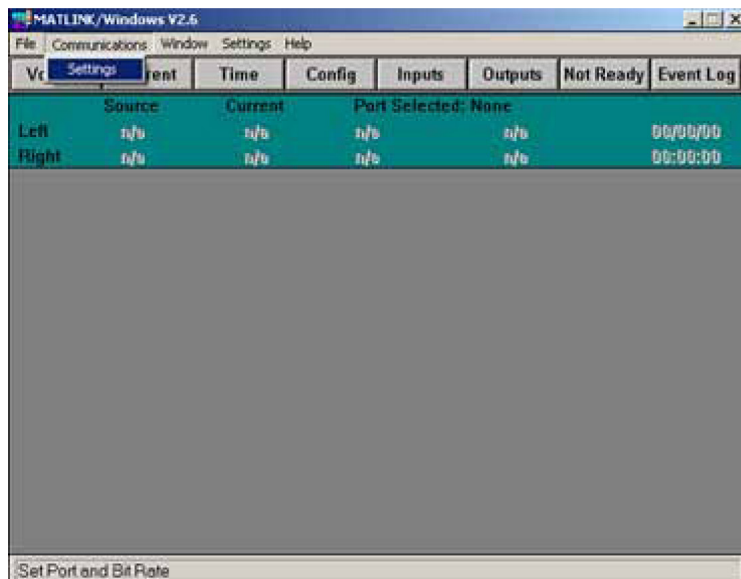 MATLINK/Windows V2.6
File Communications Window Settings Help
Settings Time Config Inputs Outputs Not Ready Event Log
Source Current Port Selected: None
Left n/a n/a n/a n/a 00/00/00
Right n/a n/a n/a n/a 00:00:00
Set Port and Bit Rate